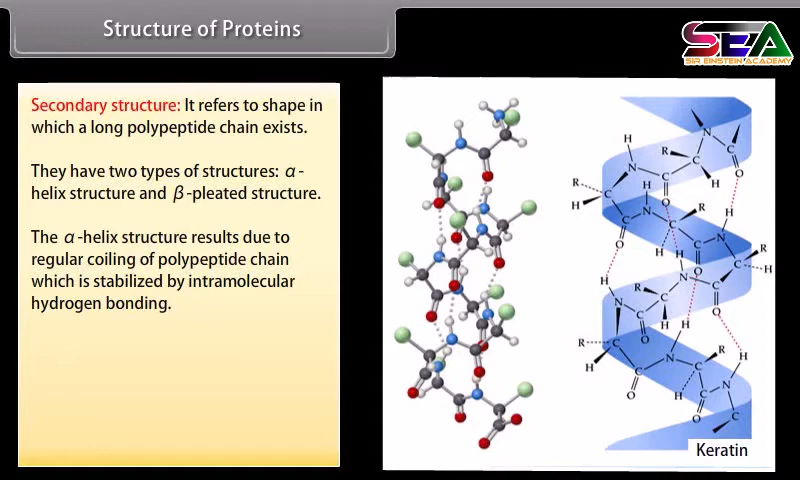 Structure of Proteins
SEA
SIR EINSTEIN ACADEMY
Secondary structure: It refers to shape in
which a long polypeptide chain exists.
They have two types of structures: α-
helix structure and β-pleated structure.
The α-helix structure results due to
regular coiling of polypeptide chain
which is stabilized by intramolecular
hydrogen bonding.
Keratin